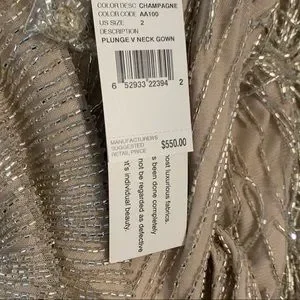 COLOR DESC CHAMPAGNE
COLOR CODE AA100
US SIZE 2
DESCRIPTION
PLUNGE V NECK GOWN
6 52933 22394 2
MANUFACTURERS
SUGGESTED
RETAIL PRICE
$550.00
most luxurious fabrics.
s been done completely
not be regarded as defective
nt's individual beauty.